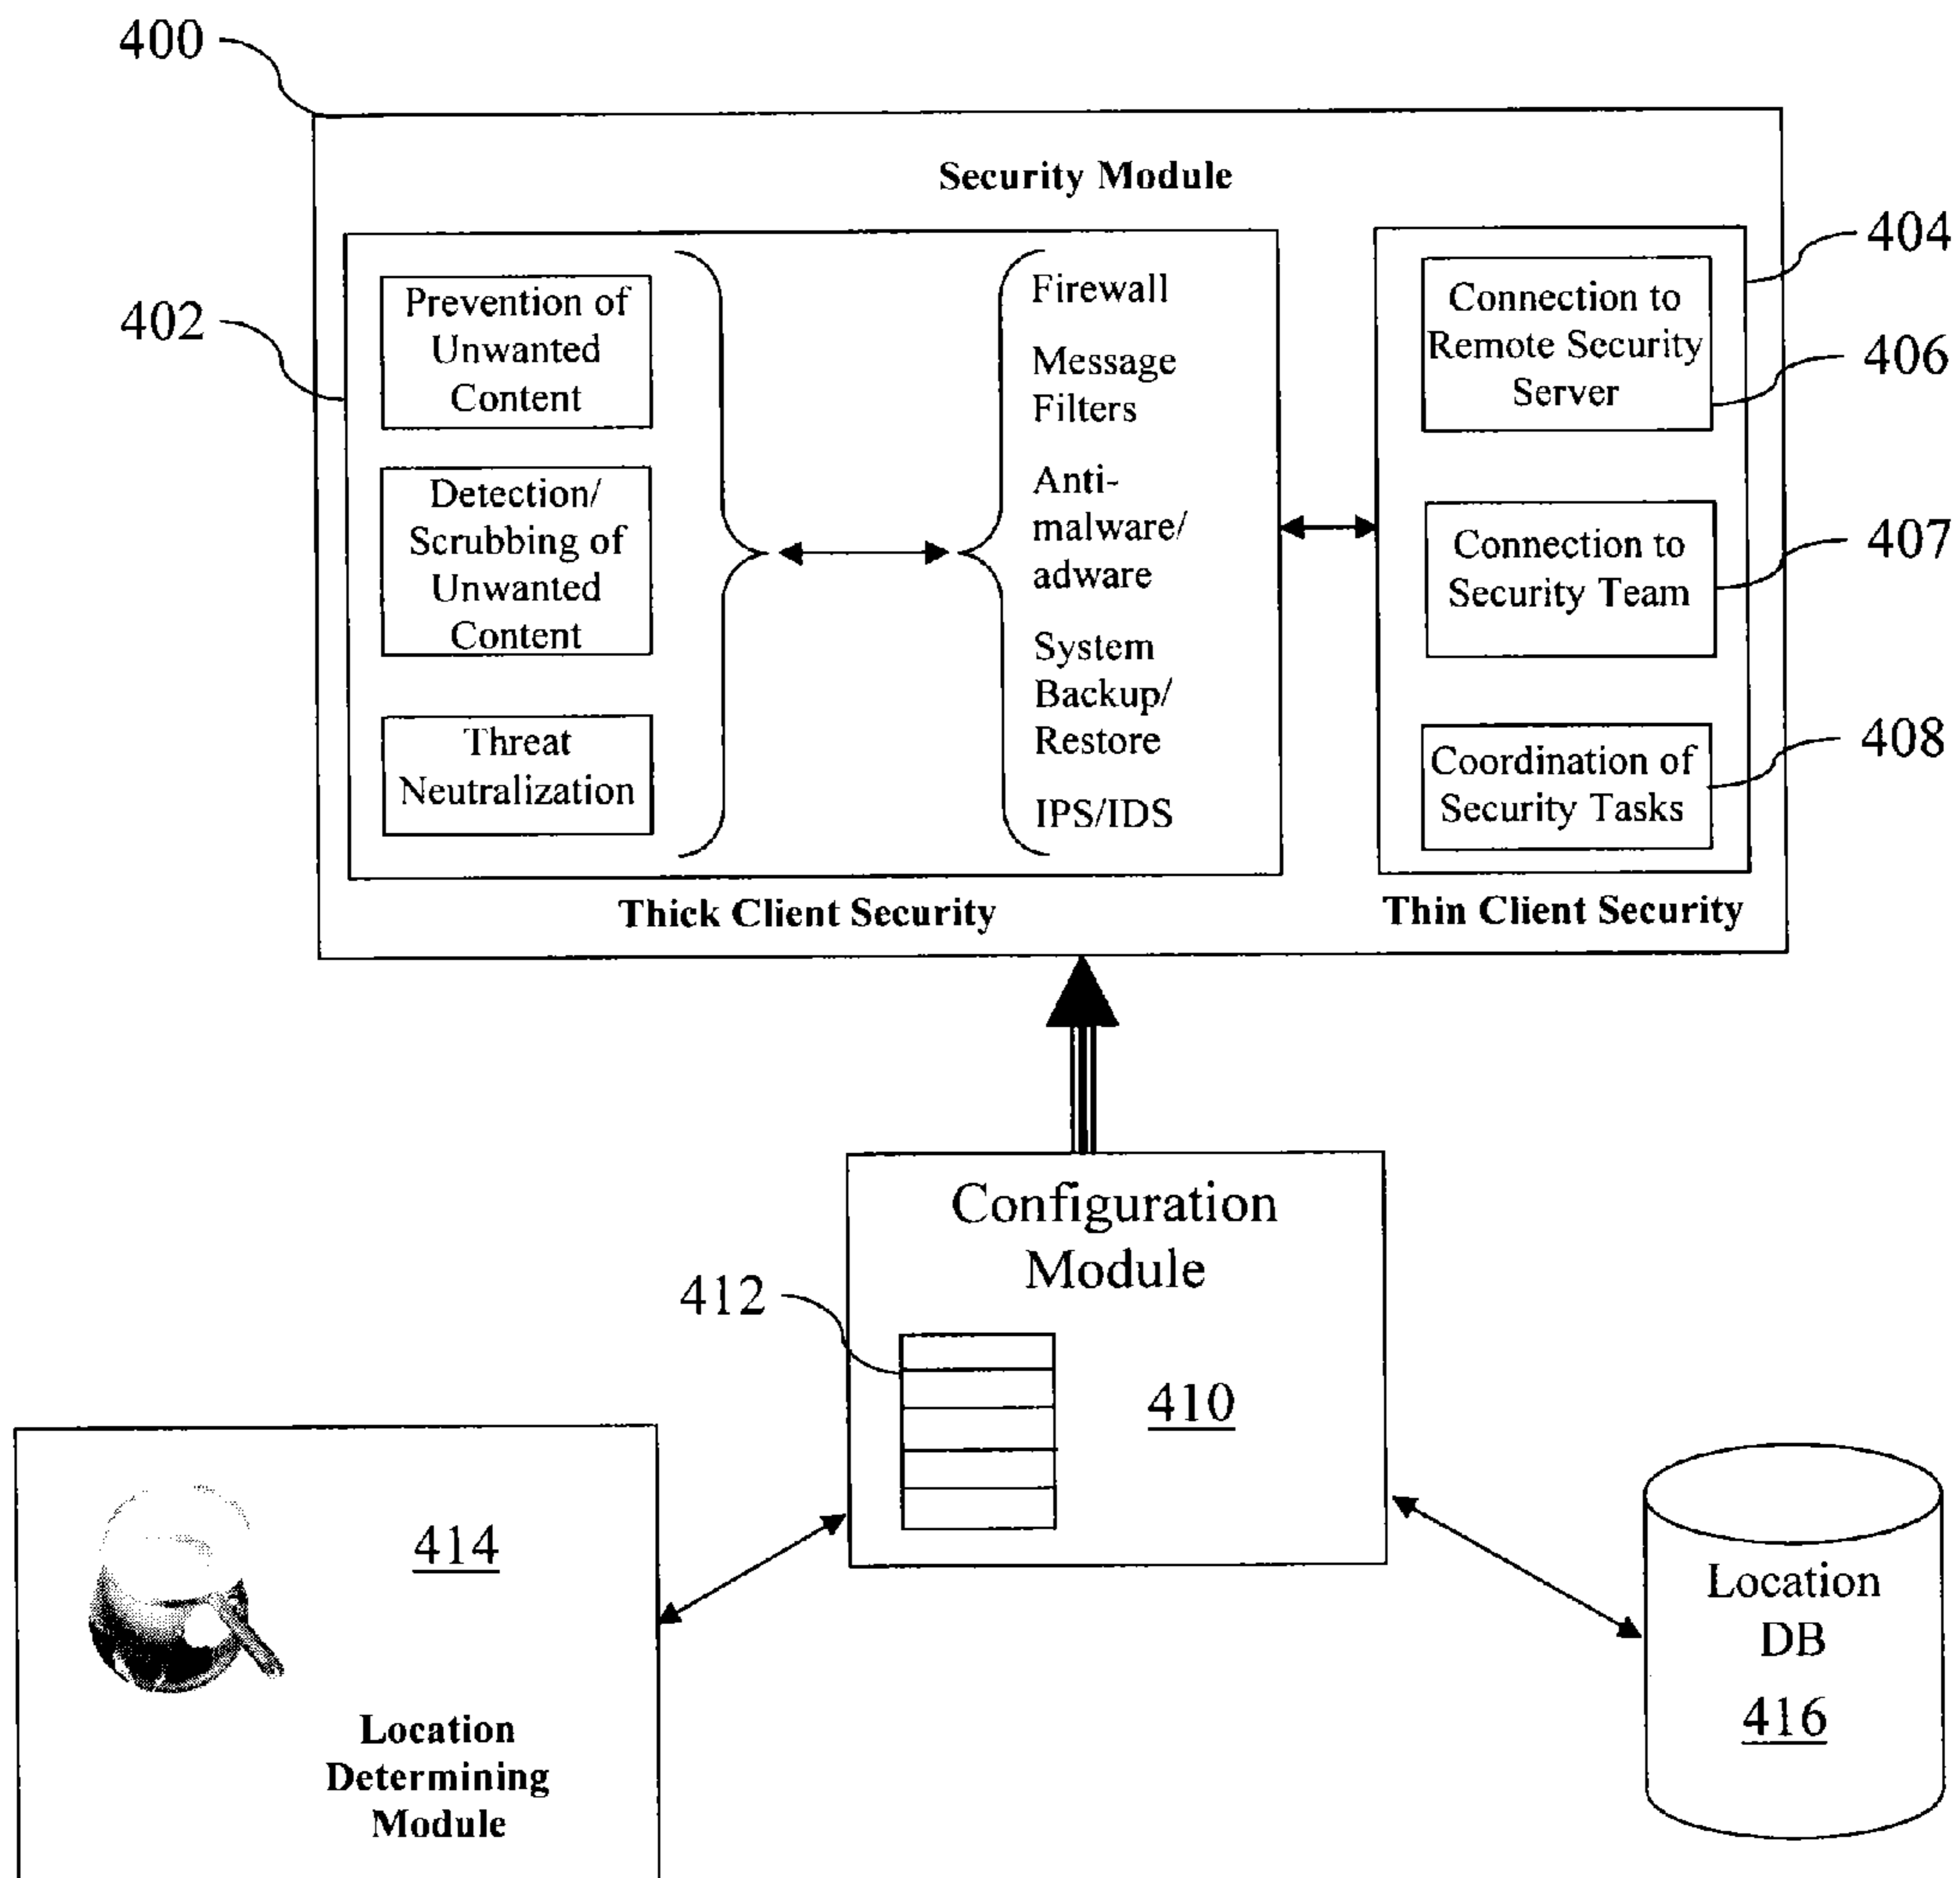 400
Security Module
402
Prevention of
Unwanted
Content
Detection/
Scrubbing of
Unwanted
Content
Threat
Neutralization
Firewall
Message
Filters
Anti-
malware/
adware
System
Backup/
Restore
IPS/IDS
Thick Client Security
Connection to
Remote Security
Server
Connection to
Security Team
Coordination of
Security Tasks
Thin Client Security
404
406
407
408
Configuration
Module
412
410
414
Location
Determining
Module
Location
DB
416